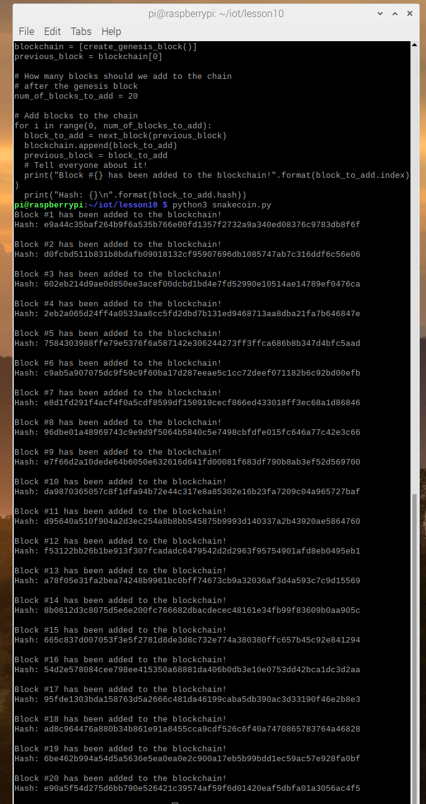 pi@raspberrypi: ~/iot/lesson10
File Edit Tabs Help
blockchain = [create_genesis_block()]
previous_block = blockchain[0]
# How many blocks should we add to the chain
# after the genesis block
num_of_blocks_to_add = 20
# Add blocks to the chain
for i in range(0, num_of_blocks_to_add):
  block_to_add = next_block(previous_block)
  blockchain.append(block_to_add)
  previous_block = block_to_add
  # Tell everyone about it!
  print("Block #{} has been added to the blockchain!".format(block_to_add.index)
)
  print("Hash: {}\n".format(block_to_add.hash))
pi@raspberrypi:~/iot/lesson10 $ python3 snakecoin.py
Block #1 has been added to the blockchain!
Hash: e9a44c35baf264b9f6a535b766e00fd1357f2732a9a340ed08376c9783db8f6f
Block #2 has been added to the blockchain!
Hash: d0fcbd511b831b8bdafb09018132cf95907696db1085747ab7c316ddf6c56e06
Block #3 has been added to the blockchain!
Hash: 602eb214d9ae0d850ee3acef00dcbd1bd4e7fd52990e10514ae14789ef0476ca
Block #4 has been added to the blockchain!
Hash: 2eb2a065d24ff4a0533aa6cc5fd2dbd7b131ed9468713aa8dba21fa7b646847e
Block #5 has been added to the blockchain!
Hash: 7584303988ffe79e5376f6a587142e306244273ff3ffca686b8b347d4bfc5aad
Block #6 has been added to the blockchain!
Hash: c9ab5a907075dc9f59c9f60ba17d287eeae5c1cc72deef071182b6c92bd00efb
Block #7 has been added to the blockchain!
Hash: e8d1fd291f4acf4f0a5cdf8599df150919cecf866ed433018ff3ec68a1d86846
Block #8 has been added to the blockchain!
Hash: 96dbe01a48969743c9e9d9f5064b5840c5e7498cbfdfe015fc646a77c42e3c66
Block #9 has been added to the blockchain!
Hash: e7f66d2a10dede64b6050e632616d641fd00081f683df790b8ab3ef52d569700
Block #10 has been added to the blockchain!
Hash: da9870365057c8f1dfa94b72e44c317e8a85302e16b23fa7209c04a965727baf
Block #11 has been added to the blockchain!
Hash: d95640a510f904a2d3ec254a8b8bb545875b9993d140337a2b43920ae5864760
Block #12 has been added to the blockchain!
Hash: f53122bb26b1be913f307fcadadc6479542d2d2963f95754901afd8eb0495eb1
Block #13 has been added to the blockchain!
Hash: a78f05e31fa2bea74248b9961bc0bff74673cb9a32036af3d4a593c7c9d15569
Block #14 has been added to the blockchain!
Hash: 8b0612d3c8075d5e6e200fc766682dbacdecec48161e34fb99f83609b0aa905c
Block #15 has been added to the blockchain!
Hash: 665c837d007053f3e5f2781d8de3d8c732e774a380380ffc657b45c92e841294
Block #16 has been added to the blockchain!
Hash: 54d2e578084cee798ee415350a68881da406b0db3e10e0753dd42bca1dc3d2aa
Block #17 has been added to the blockchain!
Hash: 95fde1303bda158763d5a2666c481da46199caba5db390ac3d33190f46e2b8e3
Block #18 has been added to the blockchain!
Hash: ad8c964476a880b34b861e91a8455cca9cdf526c6f40a7470865783764a46828
Block #19 has been added to the blockchain!
Hash: 6be462b994a54d5a5636e5ea0ea0e2c900a17eb5b99bdd1ec59ac57e928fa0bf
Block #20 has been added to the blockchain!
Hash: e90a5f54d275d6bb790e526421c39574af59f6d01420eaf5dbfa01a3056ac4f5